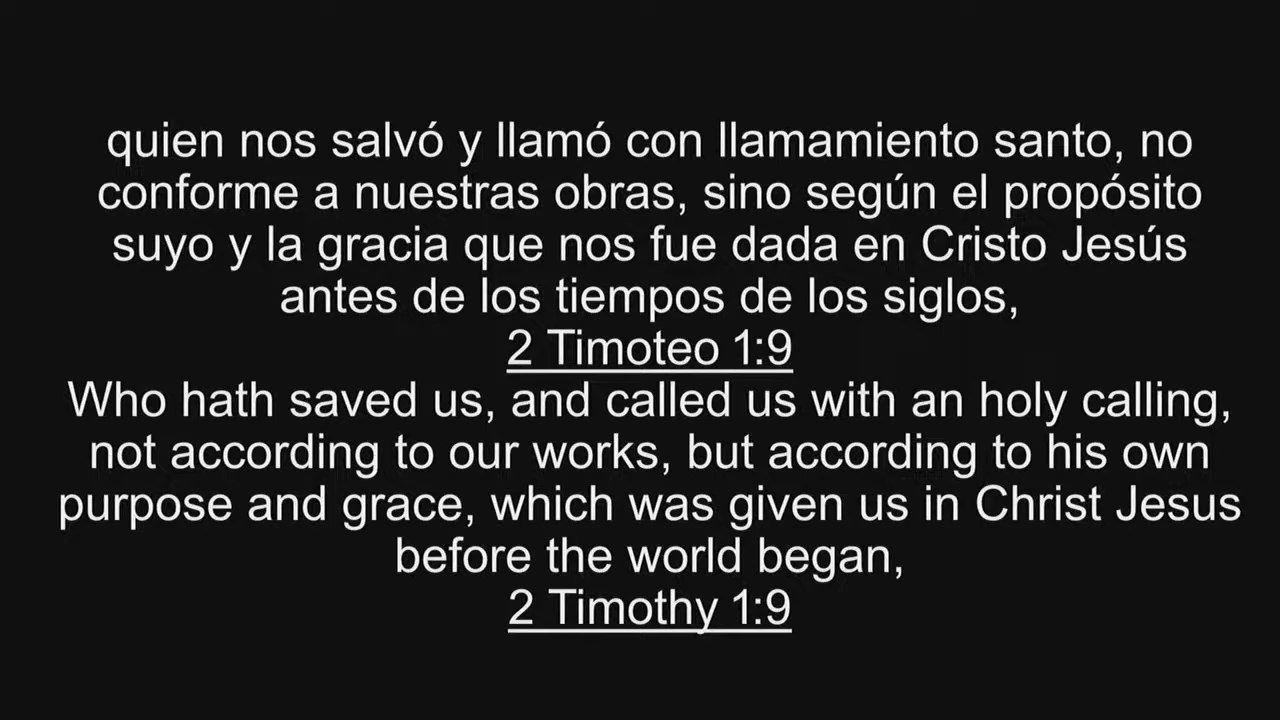 quien nos salvó y llamó con llamamiento santo, no
conforme a nuestras obras, sino según el propósito
suyo y la gracia que nos fue dada en Cristo Jesús
antes de los tiempos de los siglos,
2 Timoteo 1:9
Who hath saved us, and called us with an holy calling,
not according to our works, but according to his own
purpose and grace, which was given us in Christ Jesus
before the world began,
2 Timothy 1:9